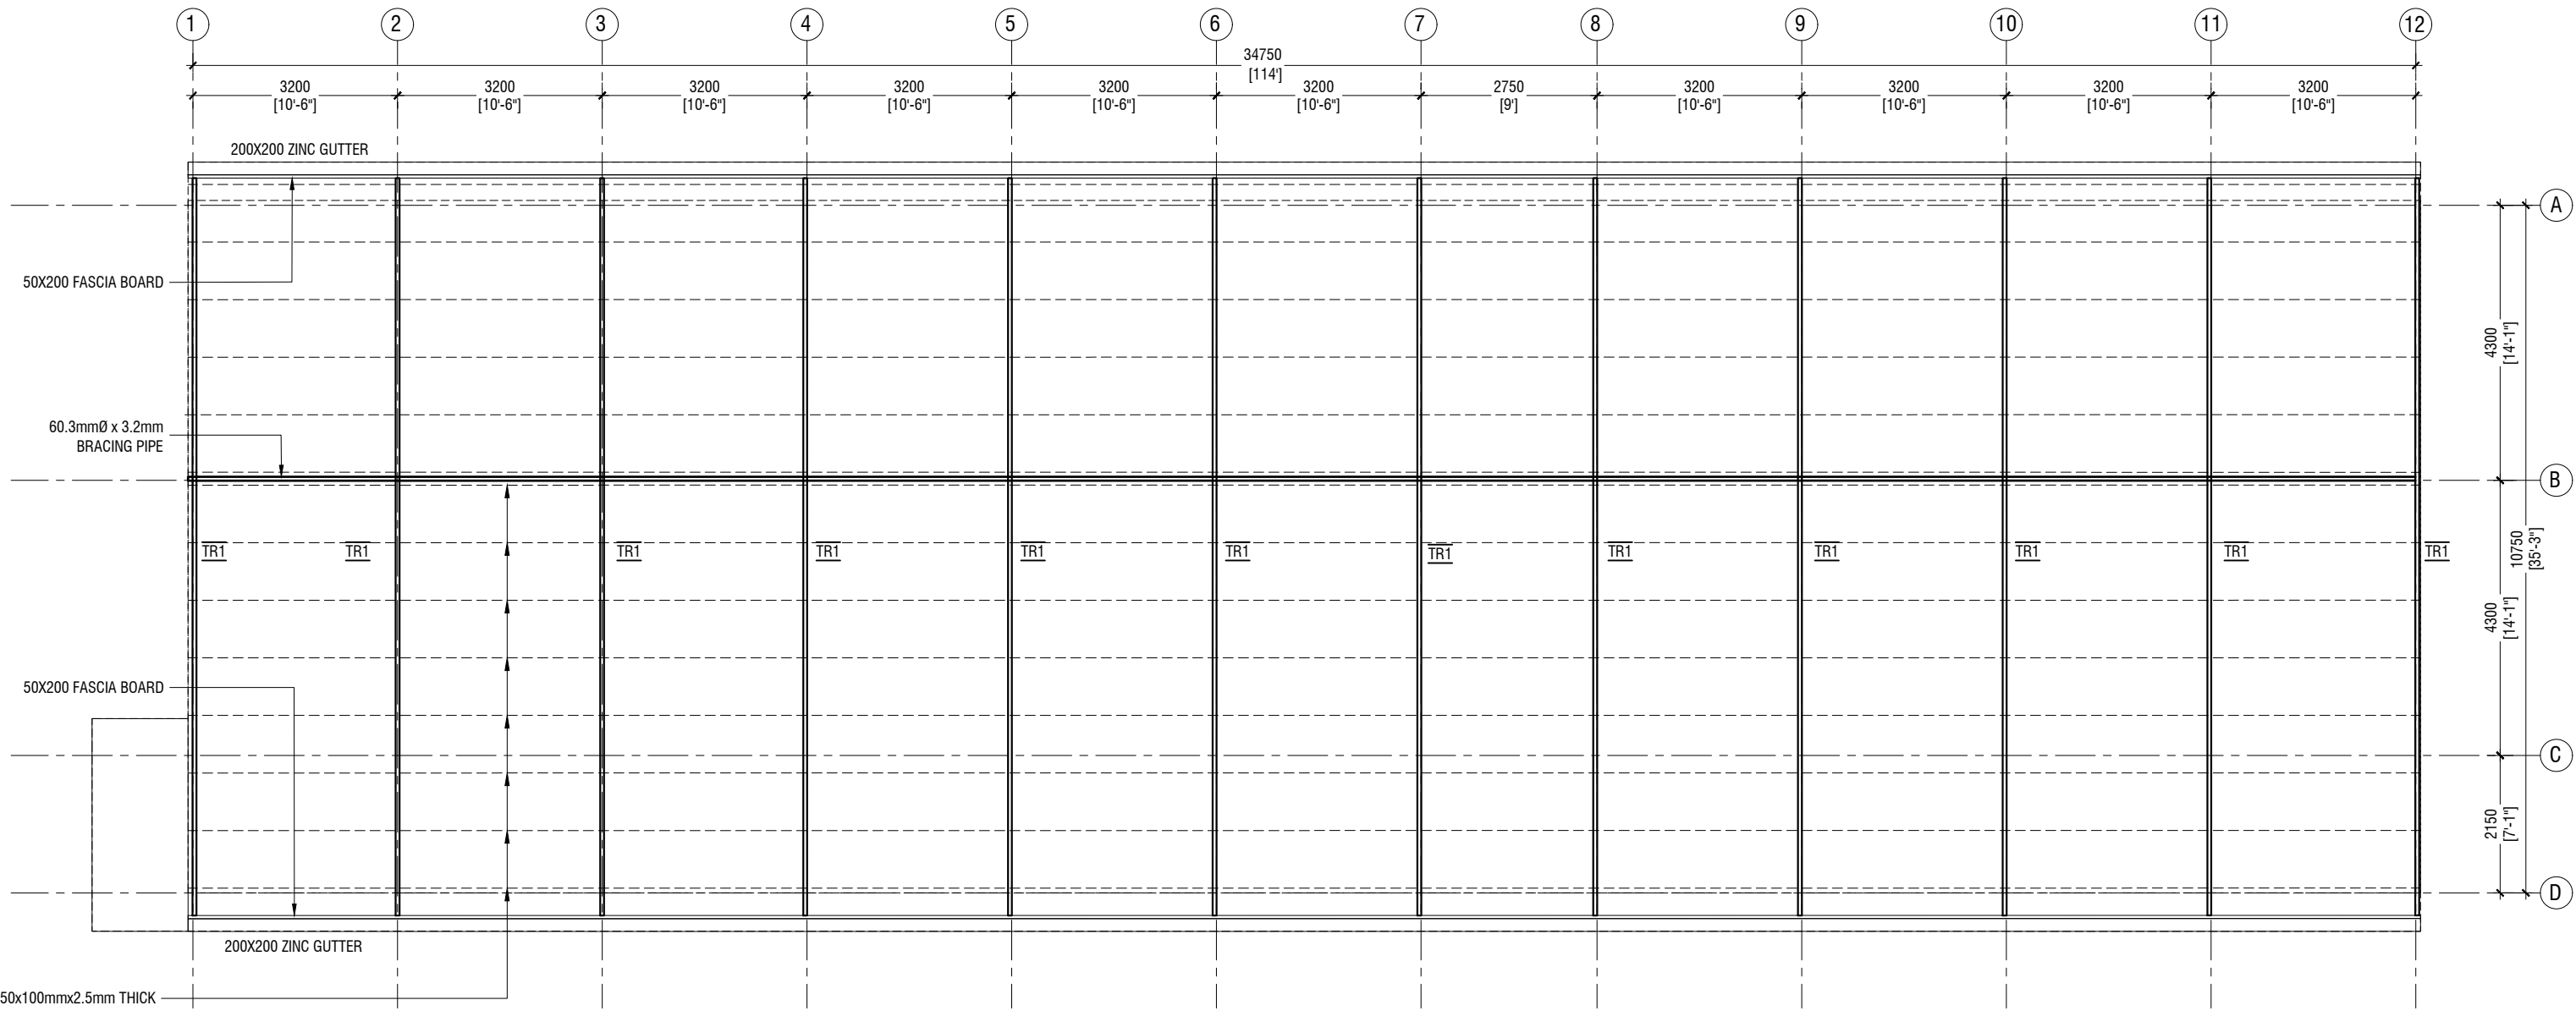 1 2 3 4 5 6 7 8 9 10 11 12
34750
[114']
3200 3200 3200 3200 3200 3200 2750 3200 3200 3200 3200
[10'-6"] [10'-6"] [10'-6"] [10'-6"] [10'-6"] [10'-6"] [9'] [10'-6"] [10'-6"] [10'-6"] [10'-6"]
200X200 ZINC GUTTER
A
50X200 FASCIA BOARD
4300
[14'-1"]
60.3mmØ x 3.2mm
BRACING PIPE
B
TR1 TR1 TR1 TR1 TR1 TR1 TR1 TR1 TR1 TR1 TR1 TR1
10750
[35'-3"]
4300
[14'-1"]
50X200 FASCIA BOARD
C
2150
[7'-1"]
D
200X200 ZINC GUTTER
50x100mmx2.5mm THICK